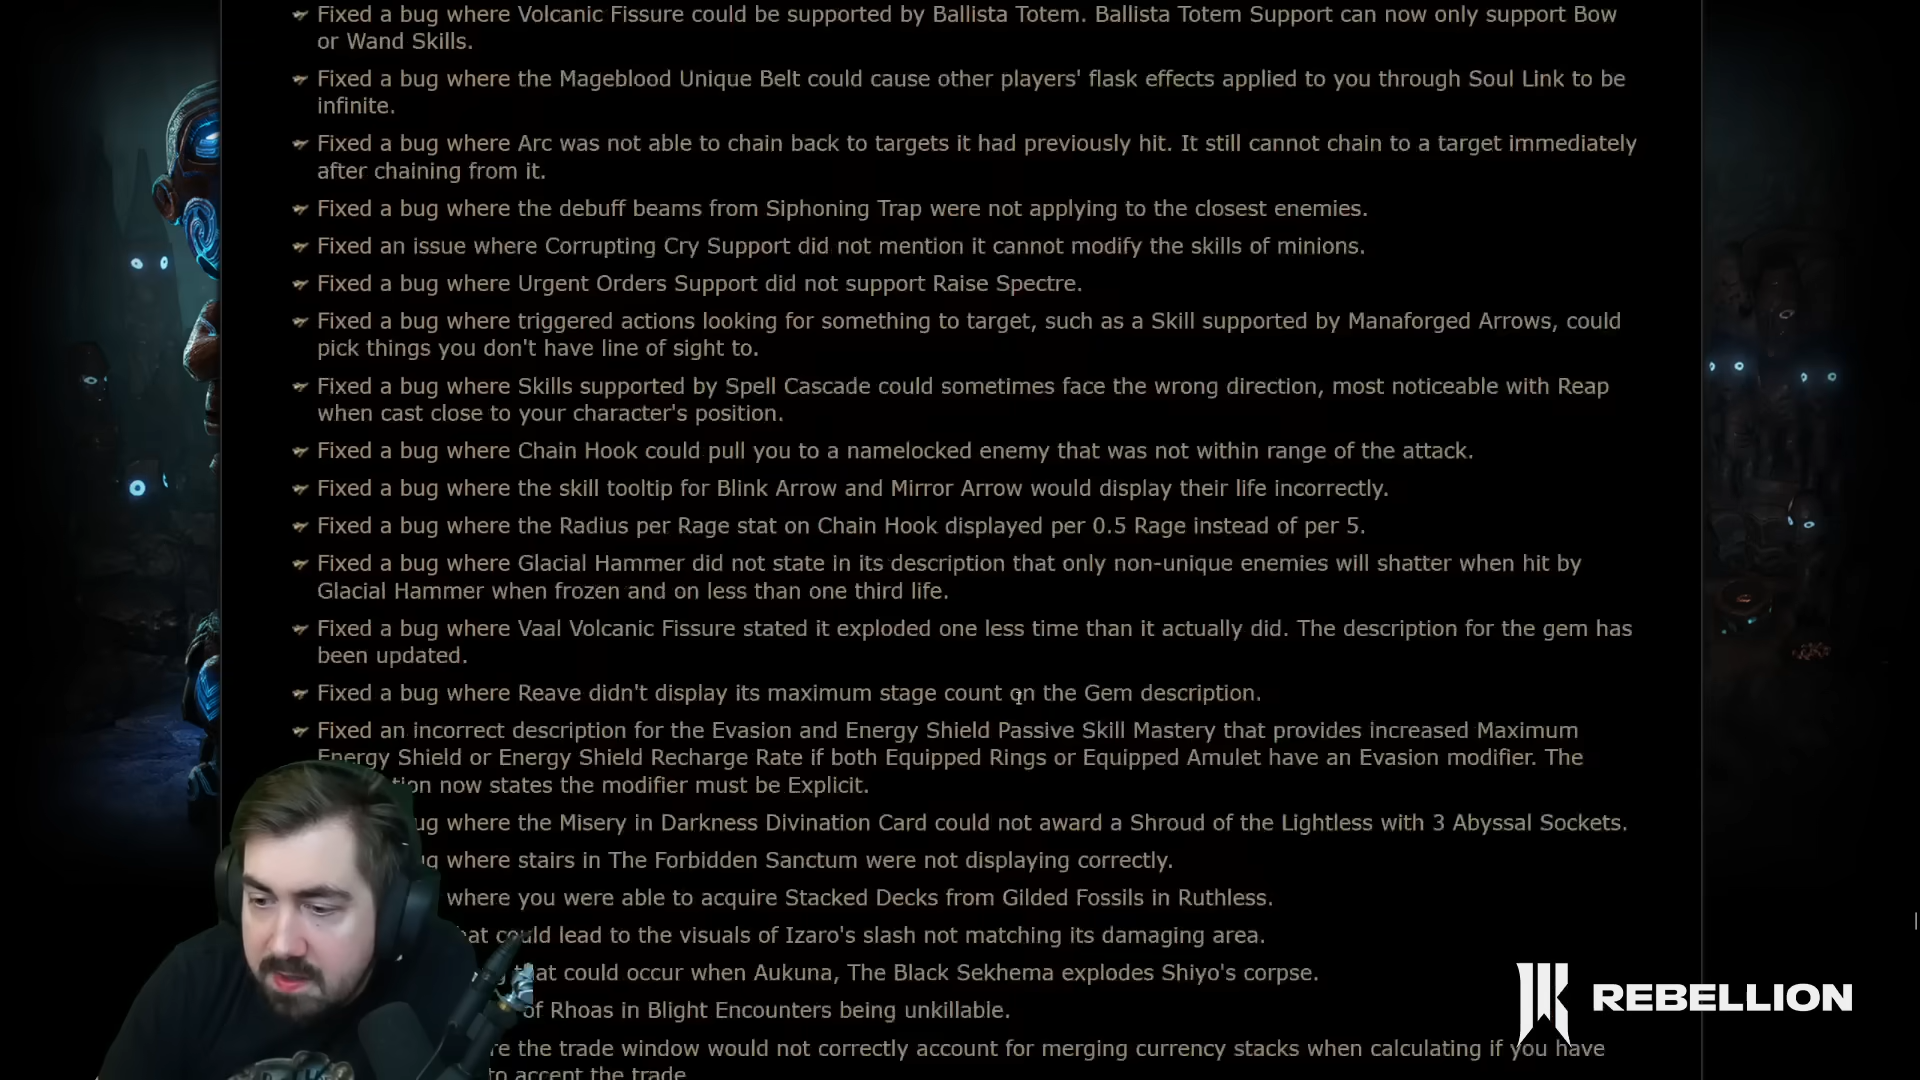 Fixed a bug where Volcanic Fissure could be supported by Ballista Totem. Ballista Totem Support can now only support Bow
or Wand Skills.
Fixed a bug where the Mageblood Unique Belt could cause other players' flask effects applied to you through Soul Link to be
infinite.
Fixed a bug where Arc was not able to chain back to targets it had previously hit. It still cannot chain to a target immediately
after chaining from it.
Fixed a bug where the debuff beams from Siphoning Trap were not applying to the closest enemies.
Fixed an issue where Corrupting Cry Support did not mention it cannot modify the skills of minions.
Fixed a bug where Urgent Orders Support did not support Raise Spectre.
Fixed a bug where triggered actions looking for something to target, such as a Skill supported by Manaforged Arrows, could
pick things you don't have line of sight to.
Fixed a bug where Skills supported by Spell Cascade could sometimes face the wrong direction, most noticeable with Reap
when cast close to your character's position.
Fixed a bug where Chain Hook could pull you to a namelocked enemy that was not within range of the attack.
Fixed a bug where the skill tooltip for Blink Arrow and Mirror Arrow would display their life incorrectly.
Fixed a bug where the Radius per Rage stat on Chain Hook displayed per 0.5 Rage instead of per 5.
Fixed a bug where Glacial Hammer did not state in its description that only non-unique enemies will shatter when hit by
Glacial Hammer when frozen and on less than one third life.
Fixed a bug where Vaal Volcanic Fissure stated it exploded one less time than it actually did. The description for the gem has
been updated.
Fixed a bug where Reave didn't display its maximum stage count on the Gem description.
Fixed an incorrect description for the Evasion and Energy Shield Passive Skill Mastery that provides increased Maximum
Energy Shield or Energy Shield Recharge Rate if both Equipped Rings or Equipped Amulet have an Evasion modifier. The
now states the modifier must be Explicit.
where the Misery in Darkness Divination Card could not award a Shroud of the Lightless with 3 Abyssal Sockets.
where stairs in The Forbidden Sanctum were not displaying correctly.
where you were able to acquire Stacked Decks from Gilded Fossils in Ruthless.
could lead to the visuals of Izaro's slash not matching its damaging area.
that could occur when Aukuna, The Black Sekhema explodes Shiyo's corpse.
of Rhoas in Blight Encounters being unkillable.
the trade window would not correctly account for merging currency stacks when calculating if you have
to accept the trade
REBELLION